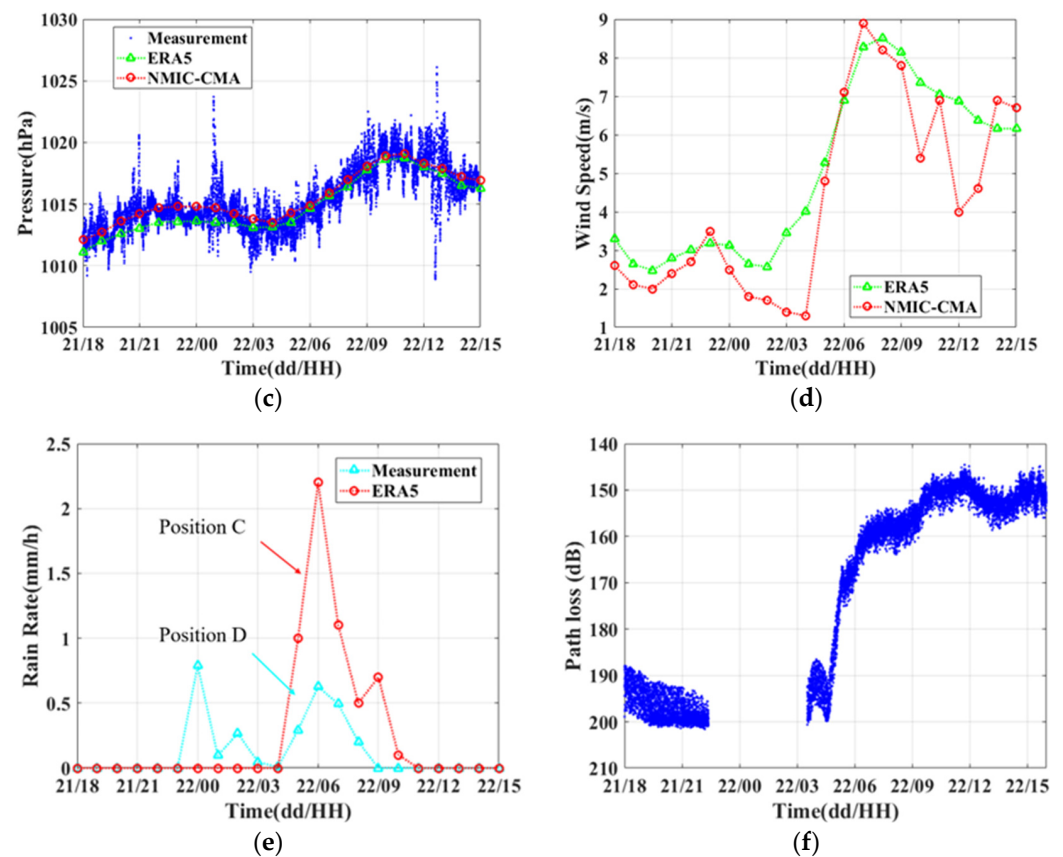 1030
1025
1020
1015
1010
1005
Pressure(hPa)
Measurement
ERA5
NMIC-CMA
21/18 21/21 22/00 22/03 22/06 22/09 22/12 22/15
Time(dd/HH)
(c)
9
8
7
6
5
4
3
2
1
Wind Speed(m/s)
ERA5
NMIC-CMA
21/18 21/21 22/00 22/03 22/06 22/09 22/12 22/15
Time(dd/HH)
(d)
2.5
2
1.5
1
0.5
0
Rain Rate(mm/h)
Measurement
ERA5
Position C
Position D
21/18 21/21 22/00 22/03 22/06 22/09 22/12 22/15
Time(dd/HH)
(e)
140
150
160
170
180
190
200
210
Path loss (dB)
21/18 21/21 22/00 22/03 22/06 22/09 22/12 22/15
Time(dd/HH)
(f)